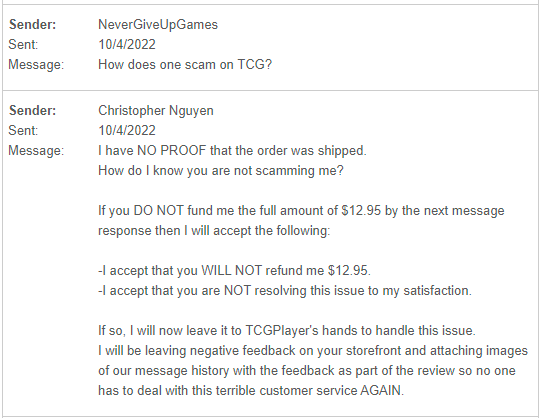 Sender: NeverGiveUpGames
Sent: 10/4/2022
Message: How does one scam on TCG?
Sender: Christopher Nguyen
Sent: 10/4/2022
Message: I have NO PROOF that the order was shipped.
How do I know you are not scamming me?
If you DO NOT fund me the full amount of $12.95 by the next message
response then I will accept the following:
-I accept that you WILL NOT refund me $12.95.
-I accept that you are NOT resolving this issue to my satisfaction.
If so, I will now leave it to TCGPlayer's hands to handle this issue.
I will be leaving negative feedback on your storefront and attaching images
of our message history with the feedback as part of the review so no one
has to deal with this terrible customer service AGAIN.